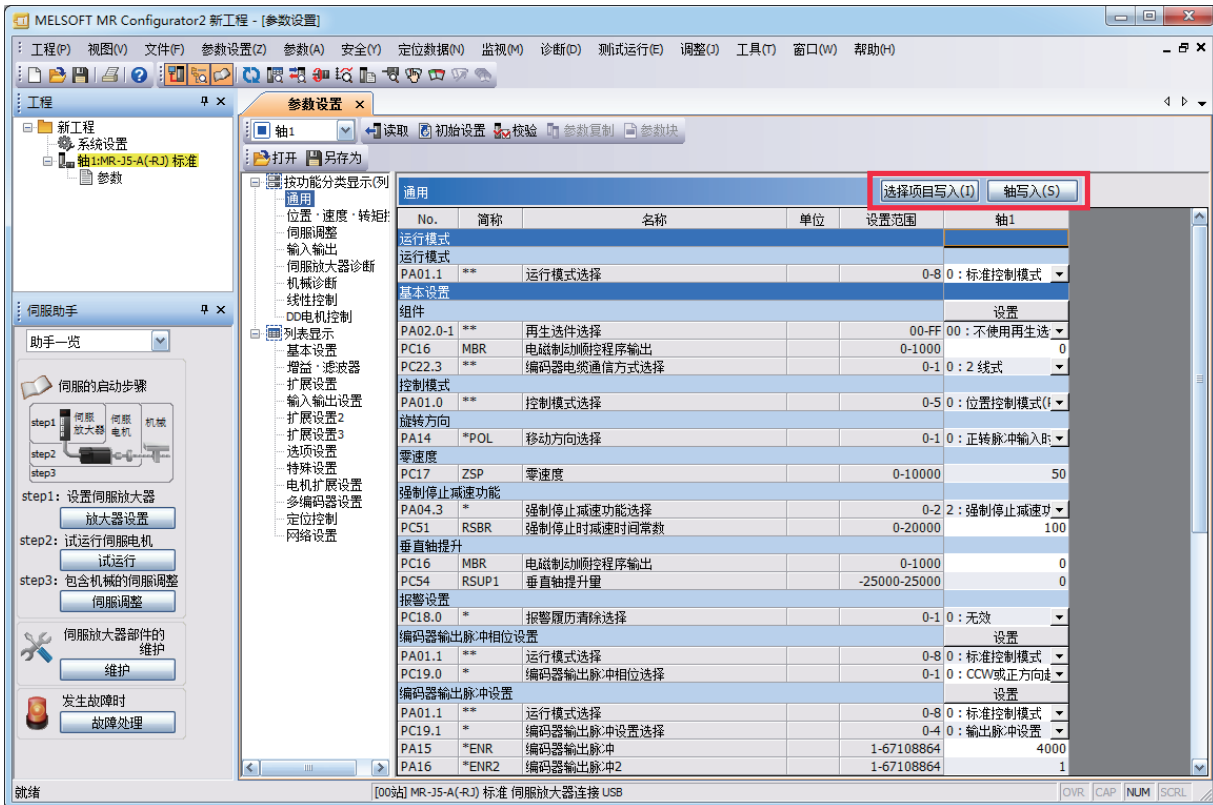 MELSOFT MR Configurator2 新工程 - [参数设置]
工程(P) 视图(V) 文件(F) 参数设置(Z) 参数(A) 安全(Y) 定位数据(N) 监视(M) 诊断(D) 测试运行(E) 调整(J) 工具(T) 窗口(W) 帮助(H)
工程
新工程
系统设置
轴1:MR-J5-A(-RJ) 标准
参数
伺服助手
助手一览
伺服的启动步骤
step1 伺服放大器 伺服电机 机械
step2
step3
step1: 设置伺服放大器
放大器设置
step2: 试运行伺服电机
试运行
step3: 包含机械的伺服调整
伺服调整
伺服放大器部件的
维护
维护
发生故障时
故障处理
参数设置
轴1 读取 初始设置 校验 参数复制 参数块
打开 另存为
按功能分类显示(列
通用
位置·速度·转矩
伺服调整
输入输出
伺服放大器诊断
机械诊断
线性控制
DD电机控制
列表显示
基本设置
增益·滤波器
扩展设置
输入输出设置
扩展设置2
扩展设置3
选项设置
特殊设置
电机扩展设置
多编码器设置
定位控制
网络设置
通用 选择项目写入(I) 轴写入(S)
No. 简称 名称 单位 设置范围 轴1
运行模式
运行模式
PA01.1 ** 运行模式选择 0-8 0：标准控制模式
基本设置
组件 设置
PA02.0-1 ** 再生选件选择 00-FF 00：不使用再生选
PC16 MBR 电磁制动顺控程序输出 0-1000 0
PC22.3 ** 编码器电缆通信方式选择 0-1 0：2 线式
控制模式
PA01.0 ** 控制模式选择 0-5 0：位置控制模式(
旋转方向
PA14 *POL 移动方向选择 0-1 0：正转脉冲输入
零速度
PC17 ZSP 零速度 0-10000 50
强制停止减速功能
PA04.3 * 强制停止减速功能选择 0-2 2：强制停止减速
PC51 RSBR 强制停止时减速时间常数 0-20000 100
垂直轴提升
PC16 MBR 电磁制动顺控程序输出 0-1000 0
PC54 RSUP1 垂直轴提升量 -25000-25000 0
报警设置
PC18.0 * 报警履历清除选择 0-1 0：无效
编码器输出脉冲相位设置 设置
PA01.1 ** 运行模式选择 0-8 0：标准控制模式
PC19.0 * 编码器输出脉冲相位选择 0-1 0：CCW或正方向
编码器输出脉冲设置 设置
PA01.1 ** 运行模式选择 0-8 0：标准控制模式
PC19.1 * 编码器输出脉冲设置选择 0-4 0：输出脉冲设置
PA15 *ENR 编码器输出脉冲 1-67108864 4000
PA16 *ENR2 编码器输出脉冲2 1-67108864 1
就绪 [00站] MR-J5-A(-RJ) 标准 伺服放大器连接 USB OVR CAP NUM SCRL